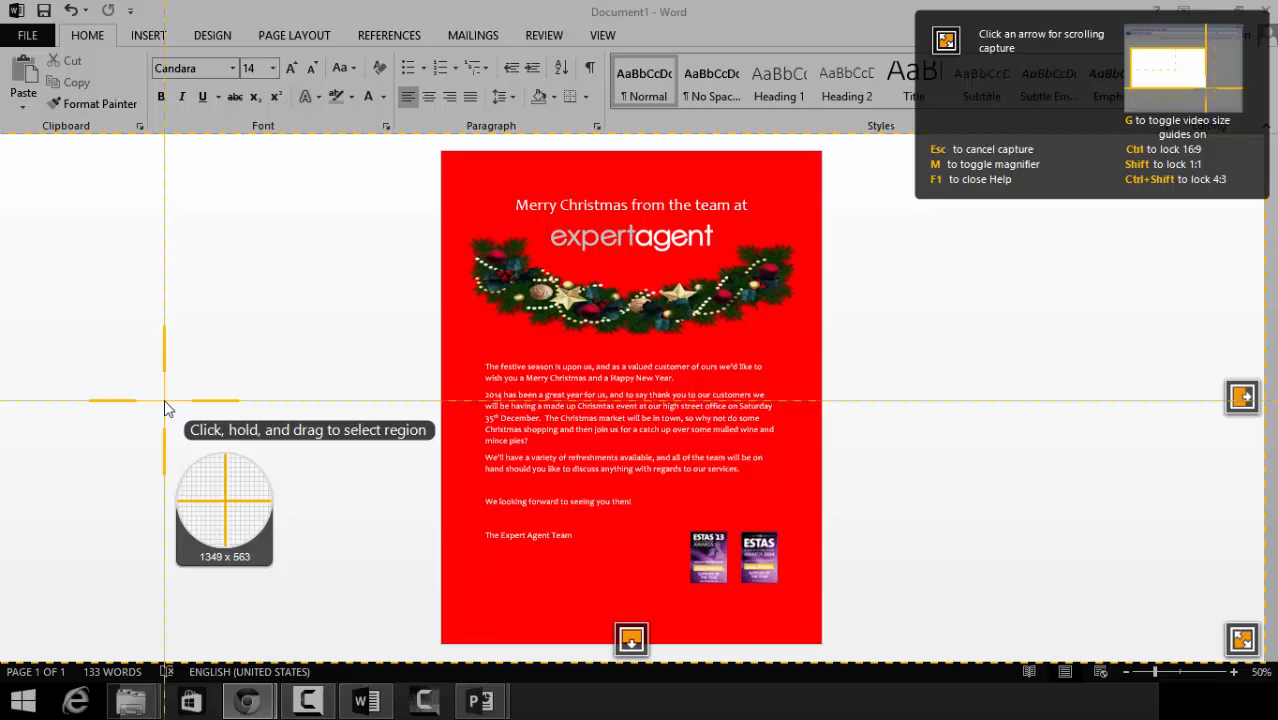 Document1 - Word
FILE
HOME
INSERT
DESIGN
PAGE LAYOUT
REFERENCES
MAILINGS
REVIEW
VIEW
Paste
Cut
Copy
Format Painter
Clipboard
Candara
14
Font
Paragraph
AaBbCcDc
¶ Normal
AaBbCcDc
¶ No Spac...
AaBbC
Heading 1
AaBbCc
Heading 2
AaB
Title
Subtitle
Subtle Em...
Styles
Click an arrow for scrolling
capture
G to toggle video size
guides on
Esc to cancel capture
M to toggle magnifier
F1 to close Help
Ctrl to lock 16:9
Shift to lock 1:1
Ctrl+Shift to lock 4:3
Merry Christmas from the team at
expertagent
The festive season is upon us, and as a valued customer of ours we'd like to
wish you a Merry Christmas and a Happy New Year.
2014 has been a great year for us, and to say thank you to our customers we
will be having a made up Chrismtas event at our high street office on Saturday
35th December. The Christmas market will be in town, so why not do some
Christmas shopping and then join us for a catch up over some mulled wine and
mince pies?
We'll have a variety of refreshments available, and all of the team will be on
hand should you like to discuss anything with regards to our services.
We looking forward to seeing you then!
The Expert Agent Team
ESTAS '13
ESTAS
Click, hold, and drag to select region
1349 x 563
PAGE 1 OF 1
133 WORDS
ENGLISH (UNITED STATES)
50%